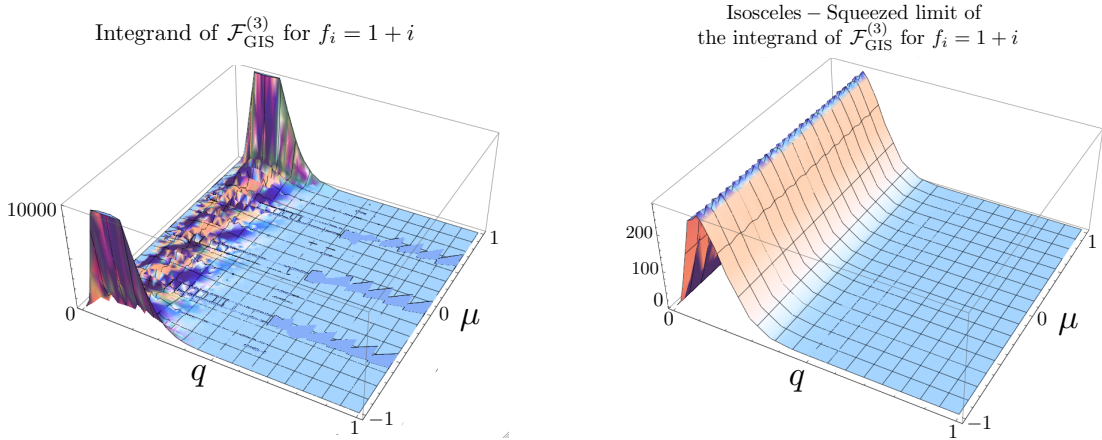 Integrand of $\mathcal{F}_{\mathrm{GIS}}^{(3)}$ for $f_i = 1 + i$
10000
0
q
1
−1
0
μ
1
Isosceles – Squeezed limit of
the integrand of $\mathcal{F}_{\mathrm{GIS}}^{(3)}$ for $f_i = 1 + i$
200
100
0
0
q
1
−1
0
μ
1